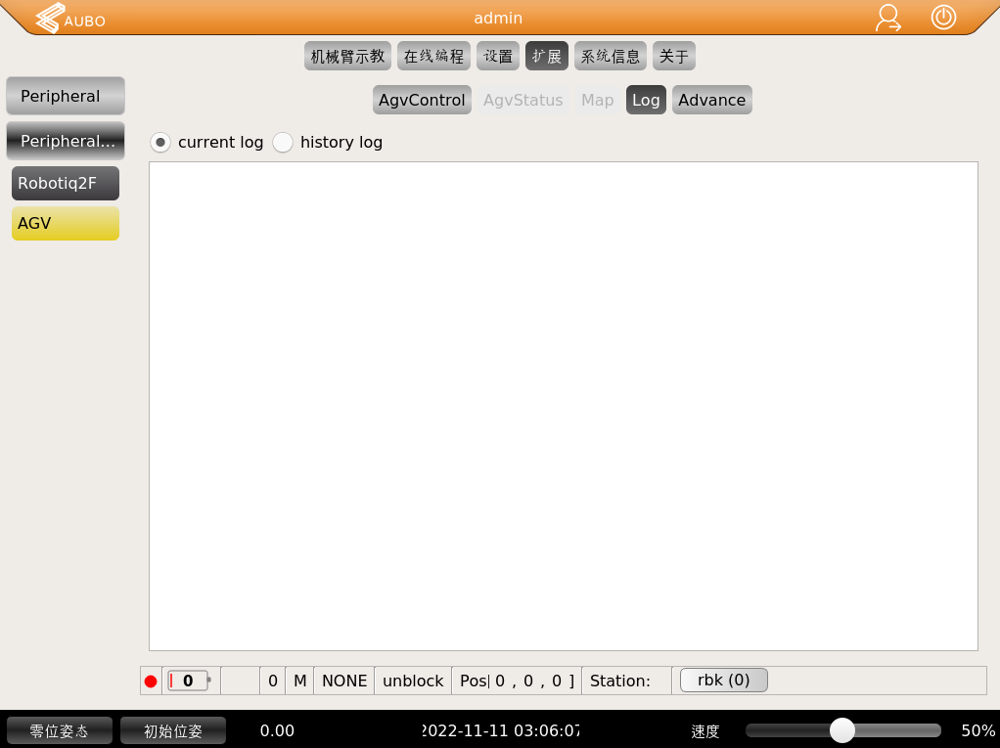 AUBO
admin
机械臂示教 在线编程 设置 扩展 系统信息 关于
Peripheral
Peripheral...
Robotiq2F
AGV
AgvControl AgvStatus Map Log Advance
current log history log
0 0 M NONE unblock Pos[ 0 , 0 , 0 ] Station: rbk (0)
零位姿态 初始位姿 0.00 2022-11-11 03:06:07 速度 50%